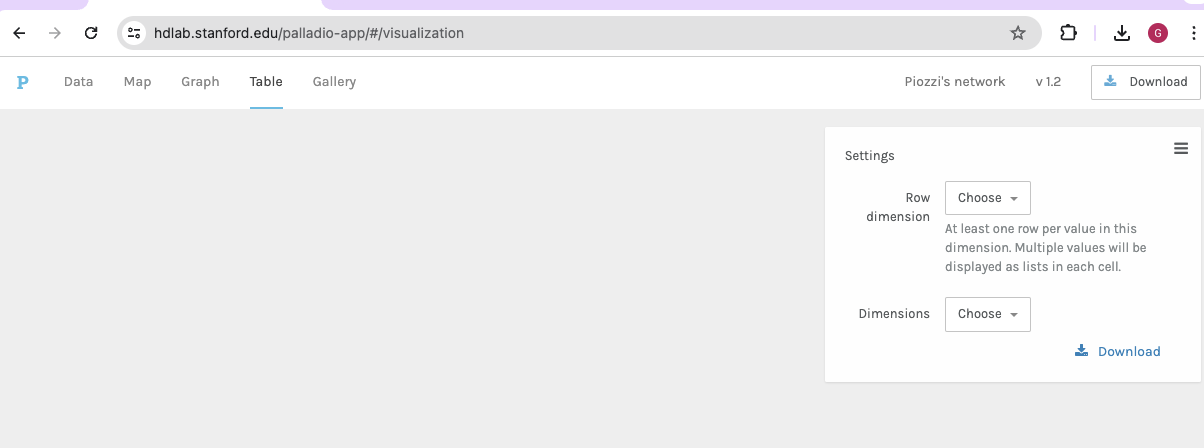 hdlab.stanford.edu/palladio-app/#/visualization
G
P Data Map Graph Table Gallery Piozzi's network v 1.2 Download
Settings
Row dimension Choose
At least one row per value in this
dimension. Multiple values will be
displayed as lists in each cell.
Dimensions Choose
Download